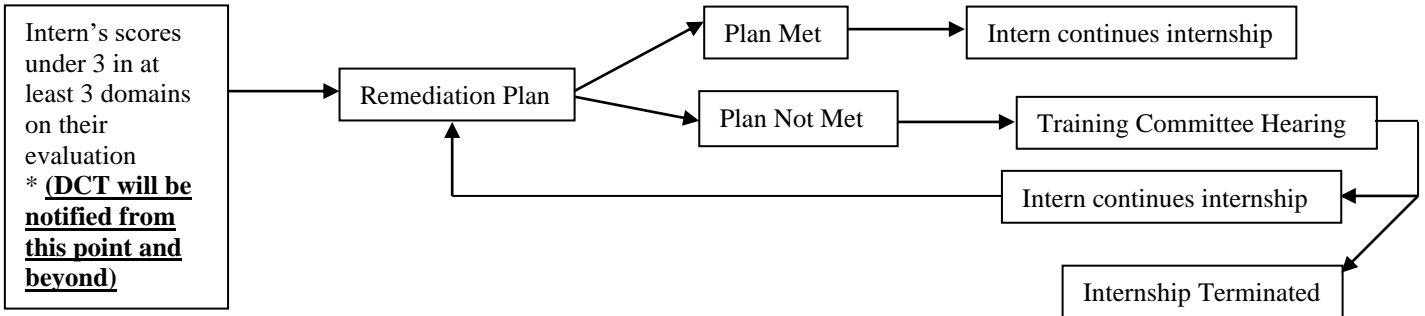 Intern’s scores
under 3 in at
least 3 domains
on their
evaluation
* (DCT will be
notified from
this point and
beyond)
Remediation Plan
Plan Met
Intern continues internship
Plan Not Met
Training Committee Hearing
Intern continues internship
Internship Terminated